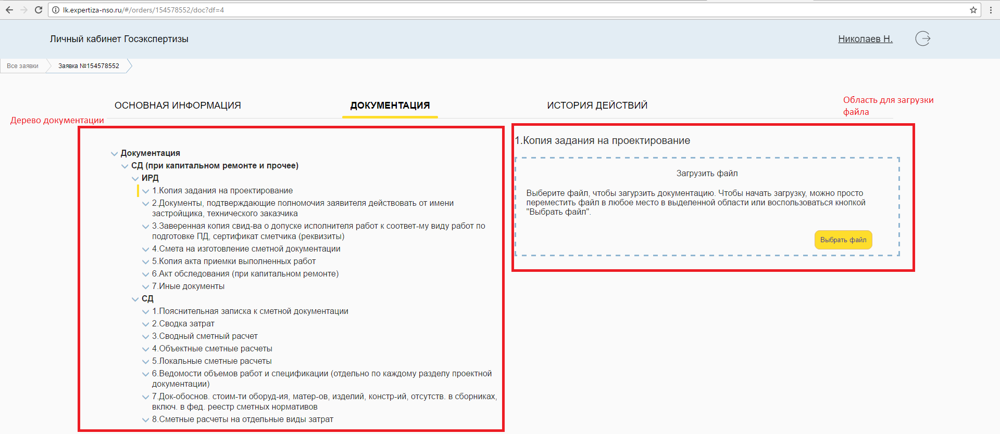 lk.expertiza-nso.ru/#/orders/154578552/doc?df=4
Личный кабинет Госэкспертизы
Николаев Н.
Все заявки
Заявка №154578552
ОСНОВНАЯ ИНФОРМАЦИЯ
ДОКУМЕНТАЦИЯ
ИСТОРИЯ ДЕЙСТВИЙ
Область для загрузки
файла
Дерево документации
Документация
СД (при капитальном ремонте и прочее)
ИРД
1.Копия задания на проектирование
2.Документы, подтверждающие полномочия заявителя действовать от имени
застройщика, технического заказчика
3.Заверенная копия свид-ва о допуске исполнителя работ к соответ-му виду работ по
подготовке ПД, сертификат сметчика (реквизиты)
4.Смета на изготовление сметной документации
5.Копия акта приемки выполненных работ
6.Акт обследования (при капитальном ремонте)
7.Иные документы
СД
1.Пояснительная записка к сметной документации
2.Сводка затрат
3.Сводный сметный расчет
4.Объектные сметные расчеты
5.Локальные сметные расчеты
6.Ведомости объемов работ и спецификации (отдельно по каждому разделу проектной
документации)
7.Док-обоснов. стоим-ти оборуд-ия, матер-ов, изделий, констр-ий, отсутств. в сборниках,
включ. в фед. реестр сметных нормативов
8.Сметные расчеты на отдельные виды затрат
1.Копия задания на проектирование
Загрузить файл
Выберите файл, чтобы загурзить документацию. Чтобы начать загрузку, можно просто
переместить файл в любое место в выделенной области или воспользоваться кнопкой
"Выбрать файл".
Выбрать файл